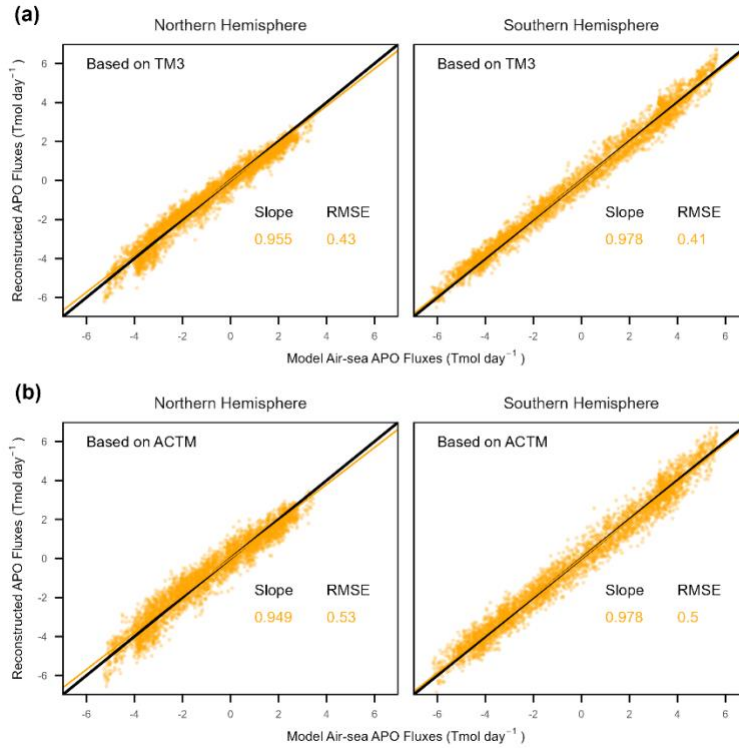 (a)
Northern Hemisphere Southern Hemisphere
Based on TM3 Based on TM3
Reconstructed APO Fluxes (Tmol day⁻¹)
6
4
2
0
-2
-4
-6
Slope RMSE Slope RMSE
0.955 0.43 0.978 0.41
-6 -4 -2 0 2 4 6 -6 -4 -2 0 2 4 6
Model Air-sea APO Fluxes (Tmol day⁻¹ )
(b)
Northern Hemisphere Southern Hemisphere
Based on ACTM Based on ACTM
Reconstructed APO Fluxes (Tmol day⁻¹)
6
4
2
0
-2
-4
-6
Slope RMSE Slope RMSE
0.949 0.53 0.978 0.5
-6 -4 -2 0 2 4 6 -6 -4 -2 0 2 4 6
Model Air-sea APO Fluxes (Tmol day⁻¹ )